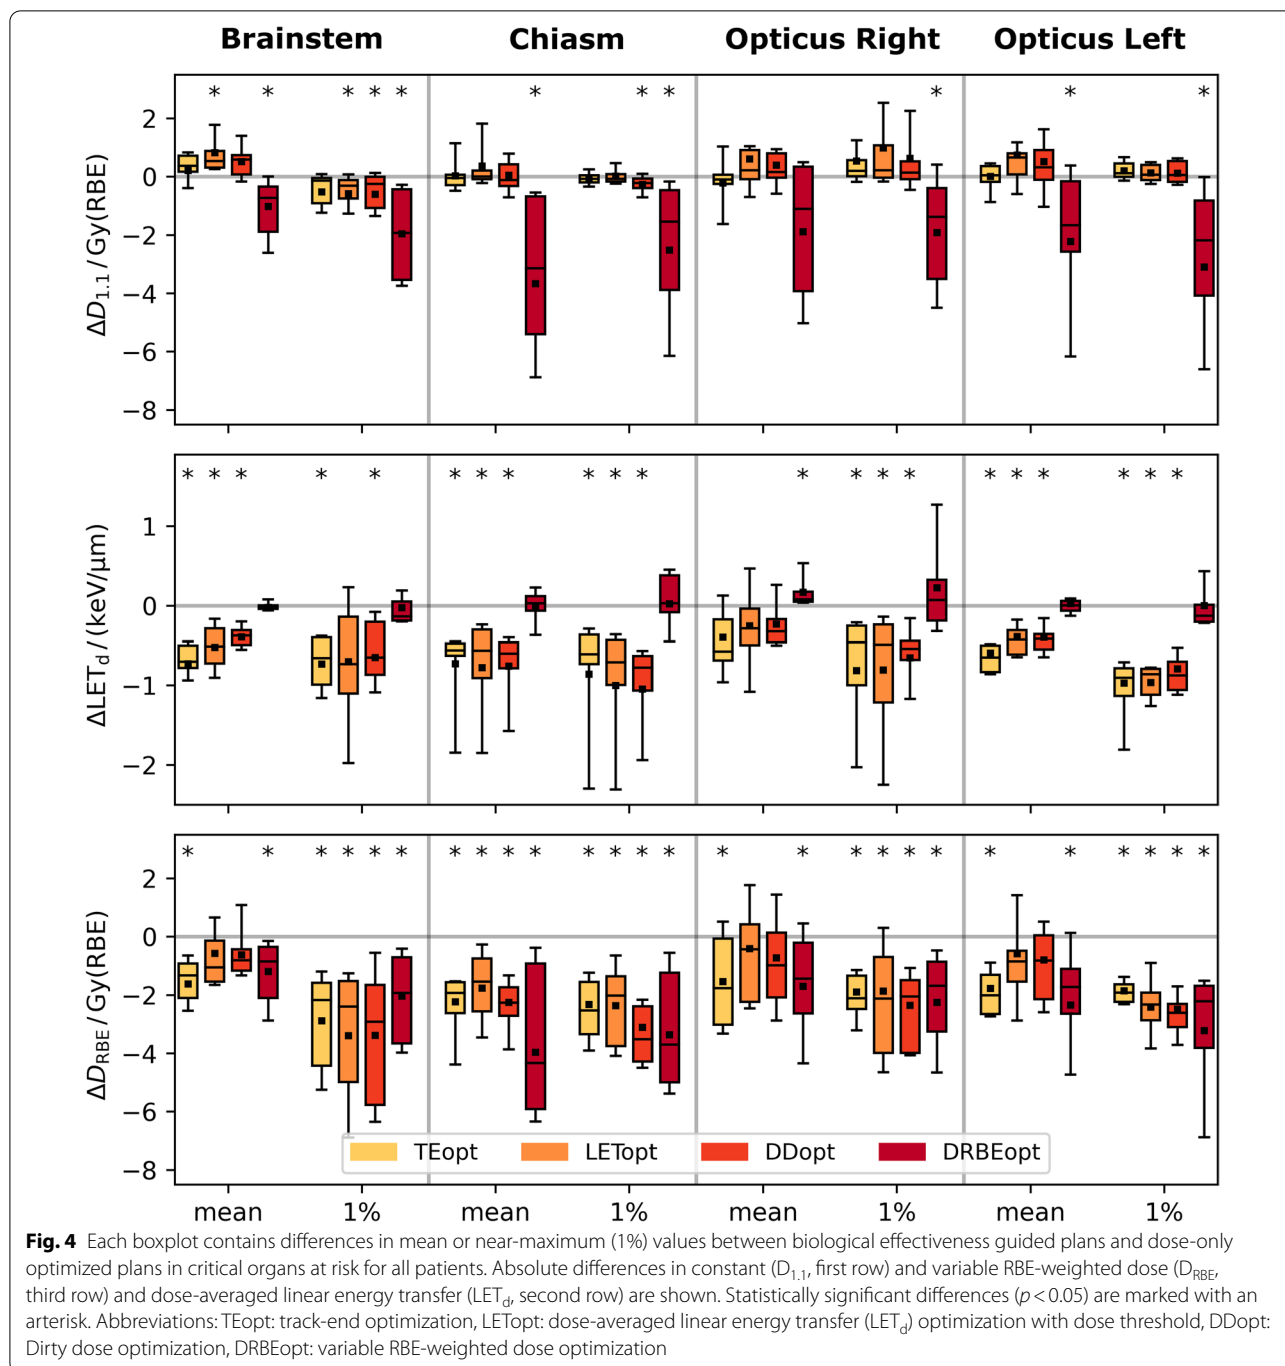 Brainstem Chiasm Opticus Right Opticus Left
ΔD1.1 / Gy(RBE)
2
0
−2
−4
−6
−8
* * * * * * * * * * *
ΔLETd / (keV/μm)
1
0
−1
−2
* * * * * * * * * * * * * * * * * * * * *
ΔDRBE / Gy(RBE)
2
0
−2
−4
−6
−8
* * * * * * * * * * * * * * * * * * * * * * * * * *
TEopt LETopt DDopt DRBEopt
mean 1% mean 1% mean 1% mean 1%
Fig. 4 Each boxplot contains differences in mean or near-maximum (1%) values between biological effectiveness guided plans and dose-only
optimized plans in critical organs at risk for all patients. Absolute differences in constant (D1.1, first row) and variable RBE-weighted dose (DRBE,
third row) and dose-averaged linear energy transfer (LETd, second row) are shown. Statistically significant differences (p < 0.05) are marked with an
arterisk. Abbreviations: TEopt: track-end optimization, LETopt: dose-averaged linear energy transfer (LETd) optimization with dose threshold, DDopt:
Dirty dose optimization, DRBEopt: variable RBE-weighted dose optimization